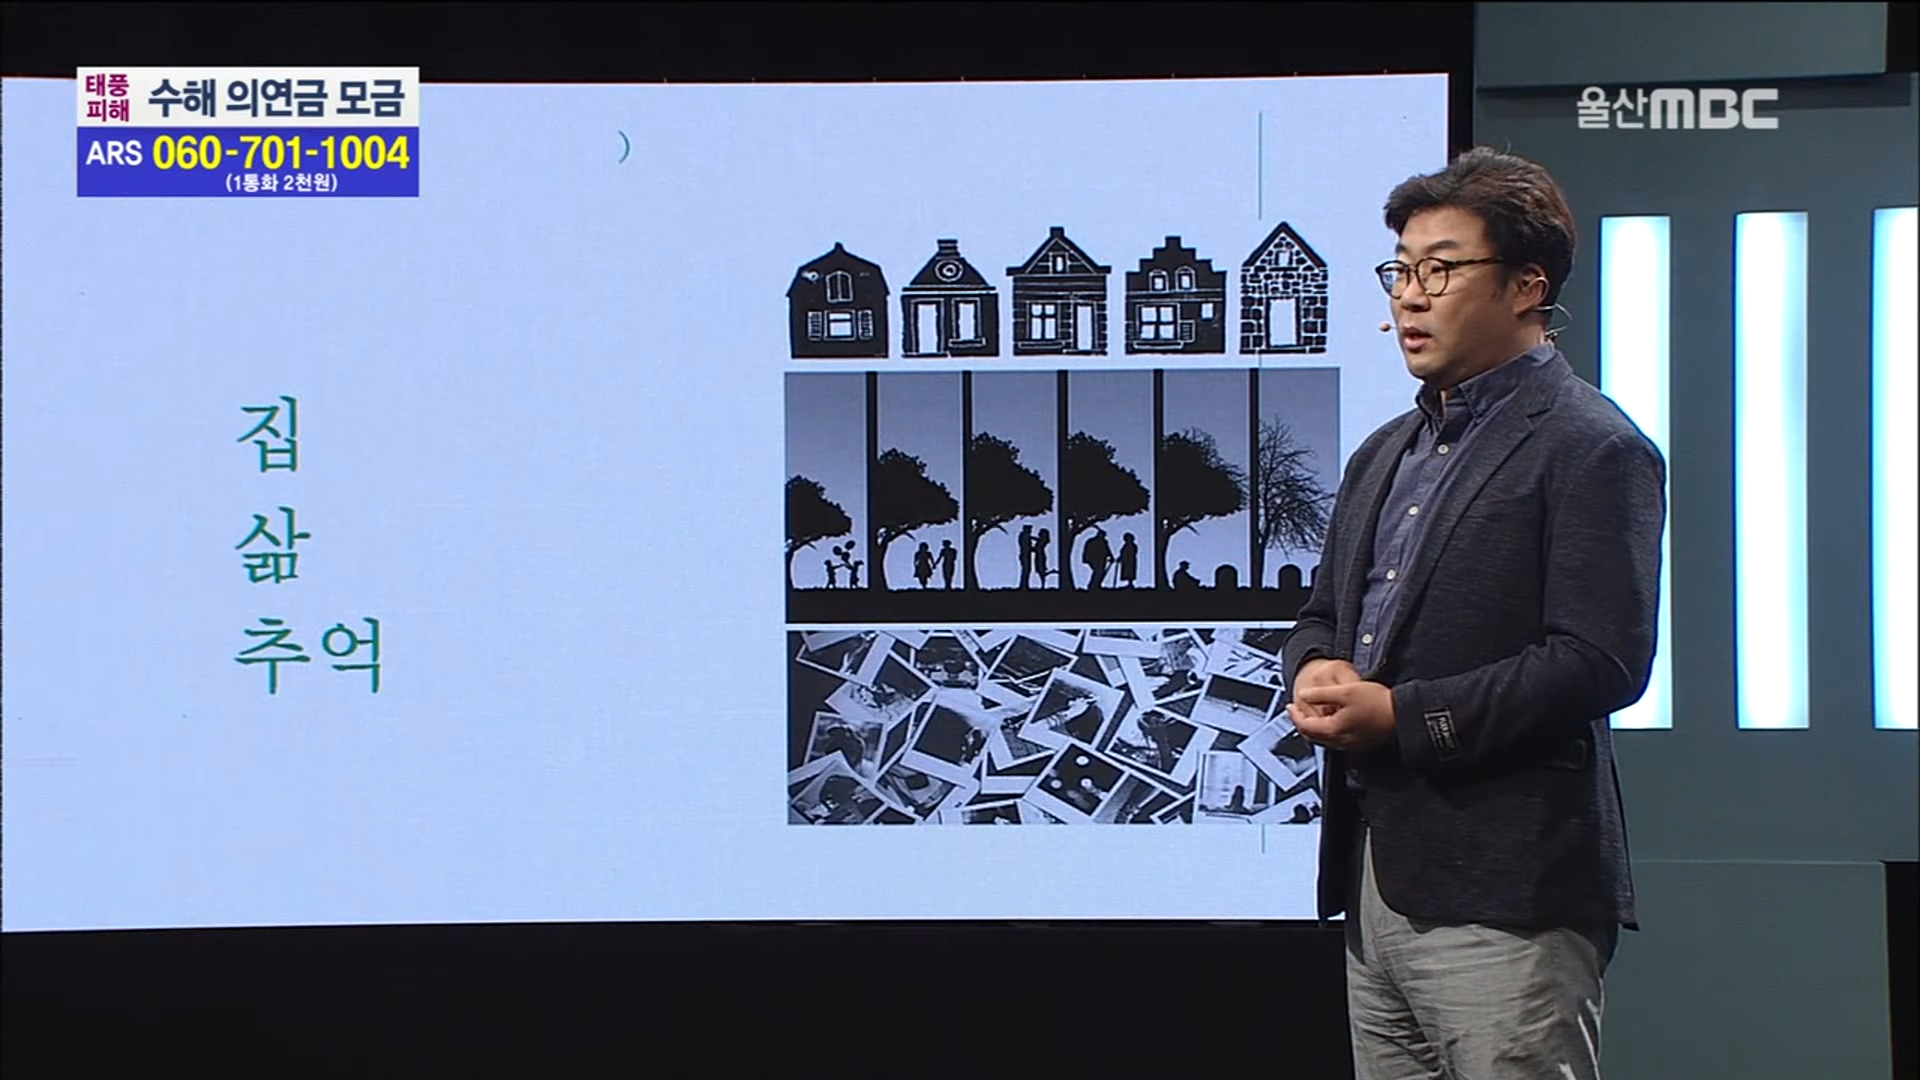 태풍
피해
수해 의연금 모금
ARS 060-701-1004
(1통화 2천원)
울산MBC
)
집
삶
추억